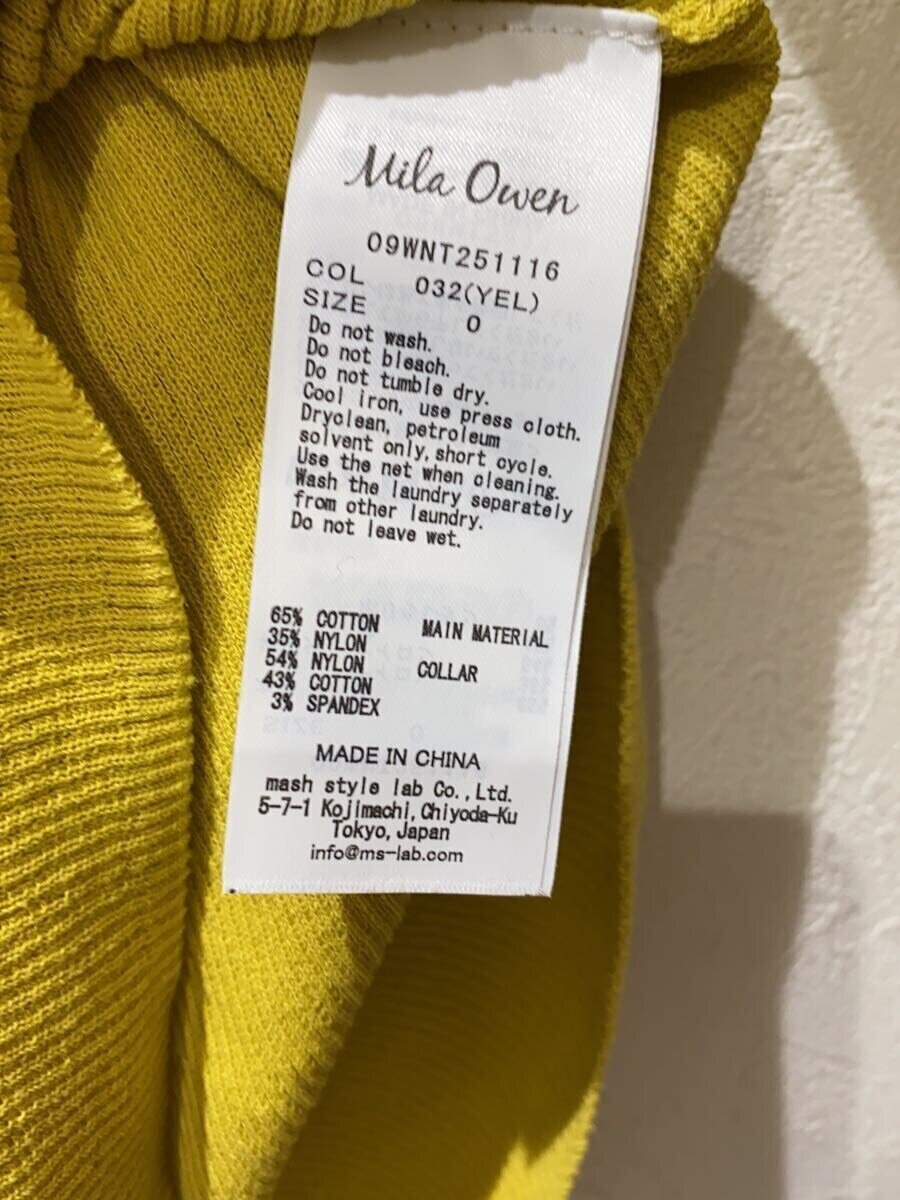 Mila Owen
09WNT251116
COL 032(YEL)
SIZE 0
Do not wash.
Do not bleach.
Do not tumble dry.
Cool iron, use press cloth.
Dryclean, petroleum
solvent only, short cycle.
Use the net when cleaning.
Wash the laundry separately
from other laundry.
Do not leave wet.
65% COTTON MAIN MATERIAL
35% NYLON
54% NYLON COLLAR
43% COTTON
3% SPANDEX
MADE IN CHINA
mash style lab Co.,Ltd.
5-7-1 Kojimachi, Chiyoda-Ku
Tokyo, Japan
info@ms-lab.com